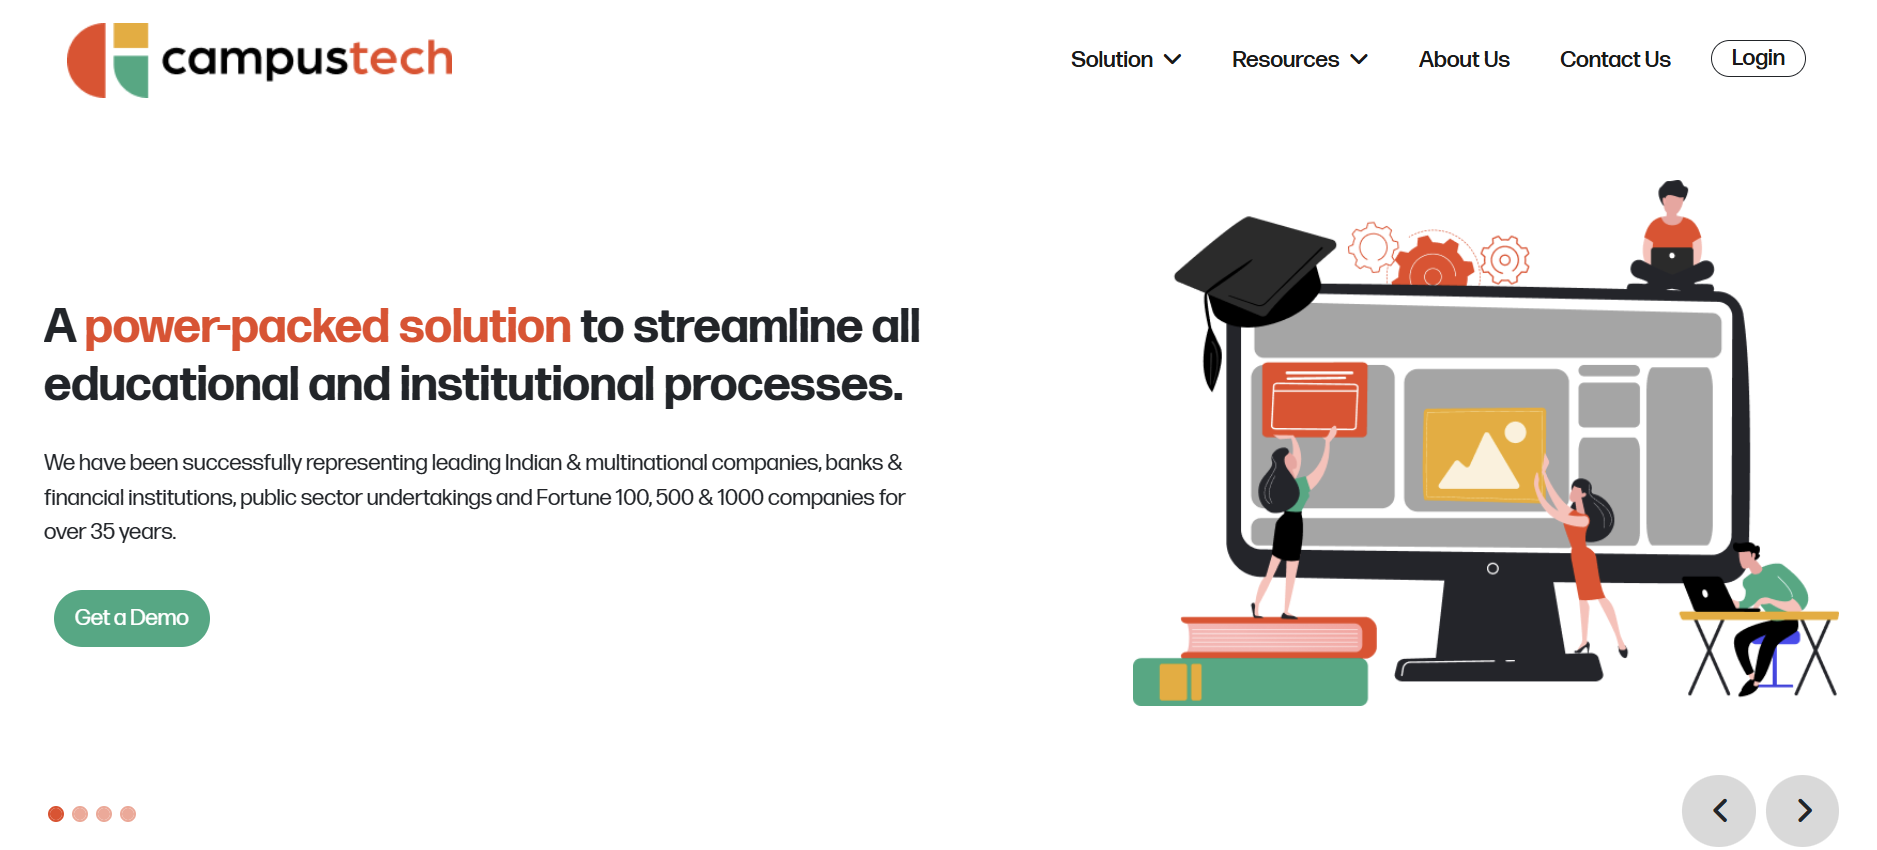 campustech
Solution
Resources
About Us
Contact Us
Login
A power-packed solution to streamline all
educational and institutional processes.
We have been successfully representing leading Indian & multinational companies, banks &
financial institutions, public sector undertakings and Fortune 100, 500 & 1000 companies for
over 35 years.
Get a Demo